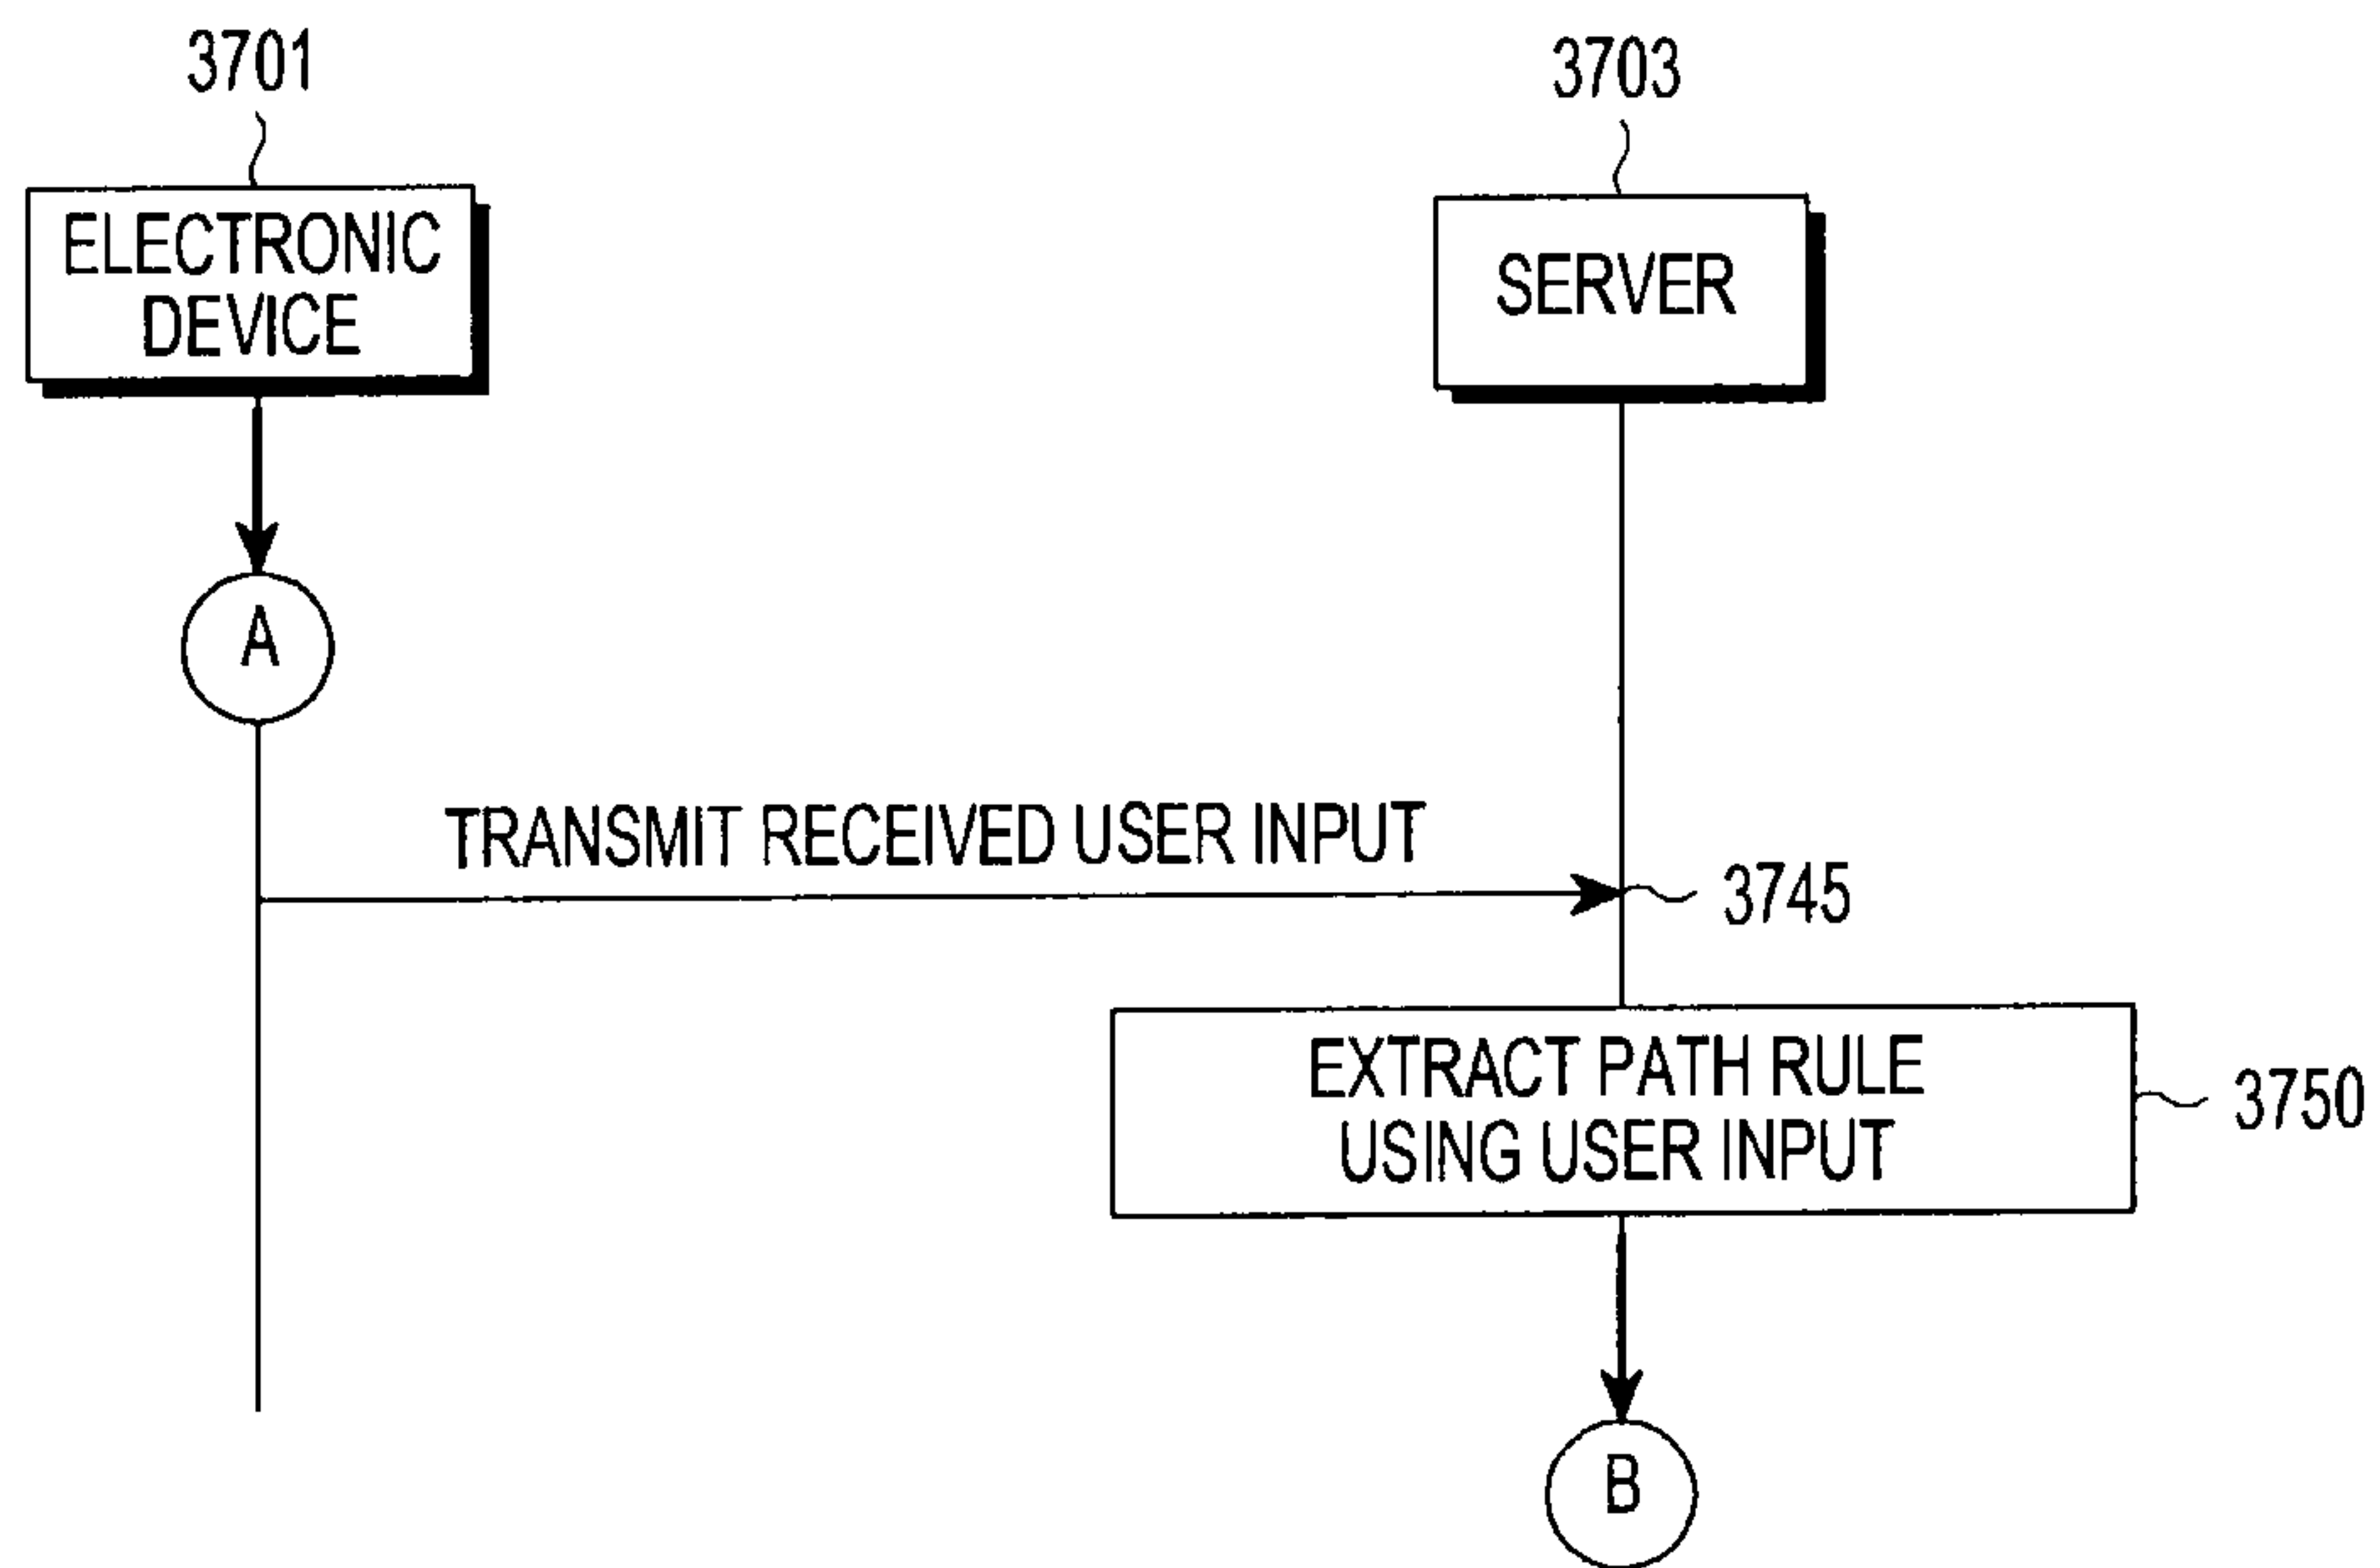 3701
3703
ELECTRONIC
DEVICE
SERVER
A
TRANSMIT RECEIVED USER INPUT
3745
EXTRACT PATH RULE
USING USER INPUT
3750
B